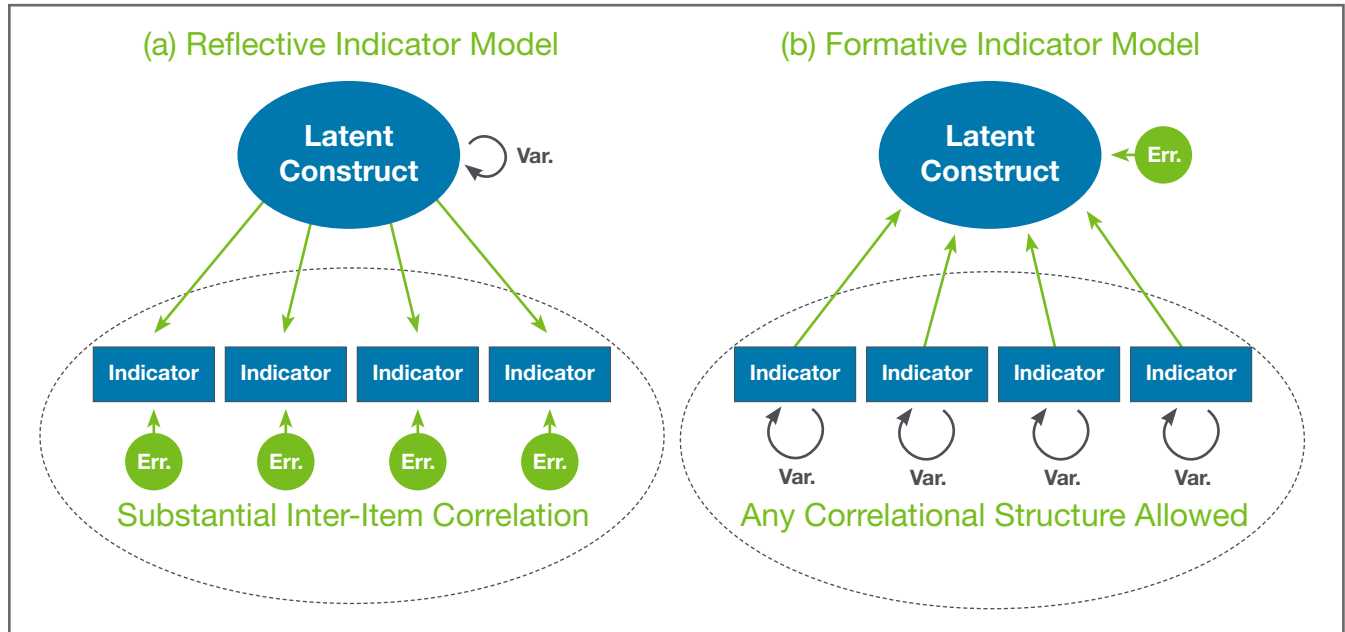 (a) Reflective Indicator Model
Latent
Construct
Var.
Indicator
Indicator
Indicator
Indicator
Err.
Err.
Err.
Err.
Substantial Inter-Item Correlation
(b) Formative Indicator Model
Latent
Construct
Err.
Indicator
Indicator
Indicator
Indicator
Var.
Var.
Var.
Var.
Any Correlational Structure Allowed